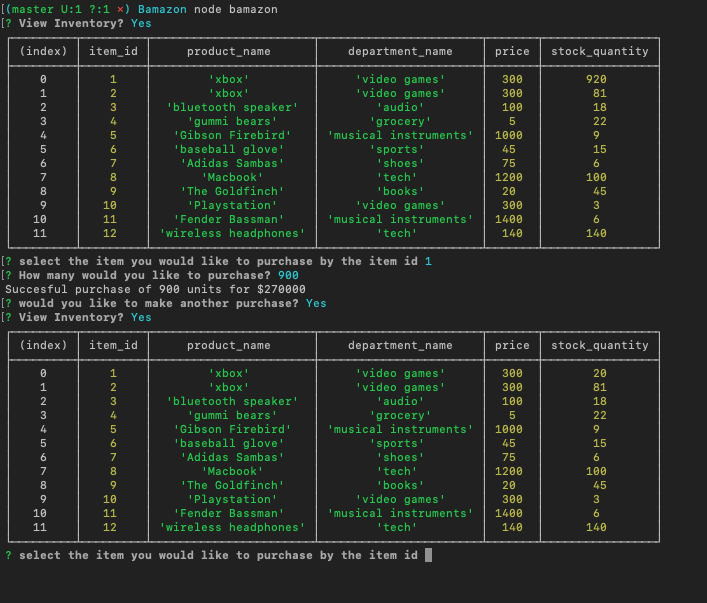 [(master U:1 ?:1 ×) Bamazon node bamazon
[? View Inventory? Yes
(index) item_id product_name department_name price stock_quantity
0 1 'xbox' 'video games' 300 920
1 2 'xbox' 'video games' 300 81
2 3 'bluetooth speaker' 'audio' 100 18
3 4 'gummi bears' 'grocery' 5 22
4 5 'Gibson Firebird' 'musical instruments' 1000 9
5 6 'baseball glove' 'sports' 45 15
6 7 'Adidas Sambas' 'shoes' 75 6
7 8 'Macbook' 'tech' 1200 100
8 9 'The Goldfinch' 'books' 20 45
9 10 'Playstation' 'video games' 300 3
10 11 'Fender Bassman' 'musical instruments' 1400 6
11 12 'wireless headphones' 'tech' 140 140
[? select the item you would like to purchase by the item id 1
[? How many would you like to purchase? 900
Succesful purchase of 900 units for $270000
[? would you like to make another purchase? Yes
[? View Inventory? Yes
(index) item_id product_name department_name price stock_quantity
0 1 'xbox' 'video games' 300 20
1 2 'xbox' 'video games' 300 81
2 3 'bluetooth speaker' 'audio' 100 18
3 4 'gummi bears' 'grocery' 5 22
4 5 'Gibson Firebird' 'musical instruments' 1000 9
5 6 'baseball glove' 'sports' 45 15
6 7 'Adidas Sambas' 'shoes' 75 6
7 8 'Macbook' 'tech' 1200 100
8 9 'The Goldfinch' 'books' 20 45
9 10 'Playstation' 'video games' 300 3
10 11 'Fender Bassman' 'musical instruments' 1400 6
11 12 'wireless headphones' 'tech' 140 140
? select the item you would like to purchase by the item id